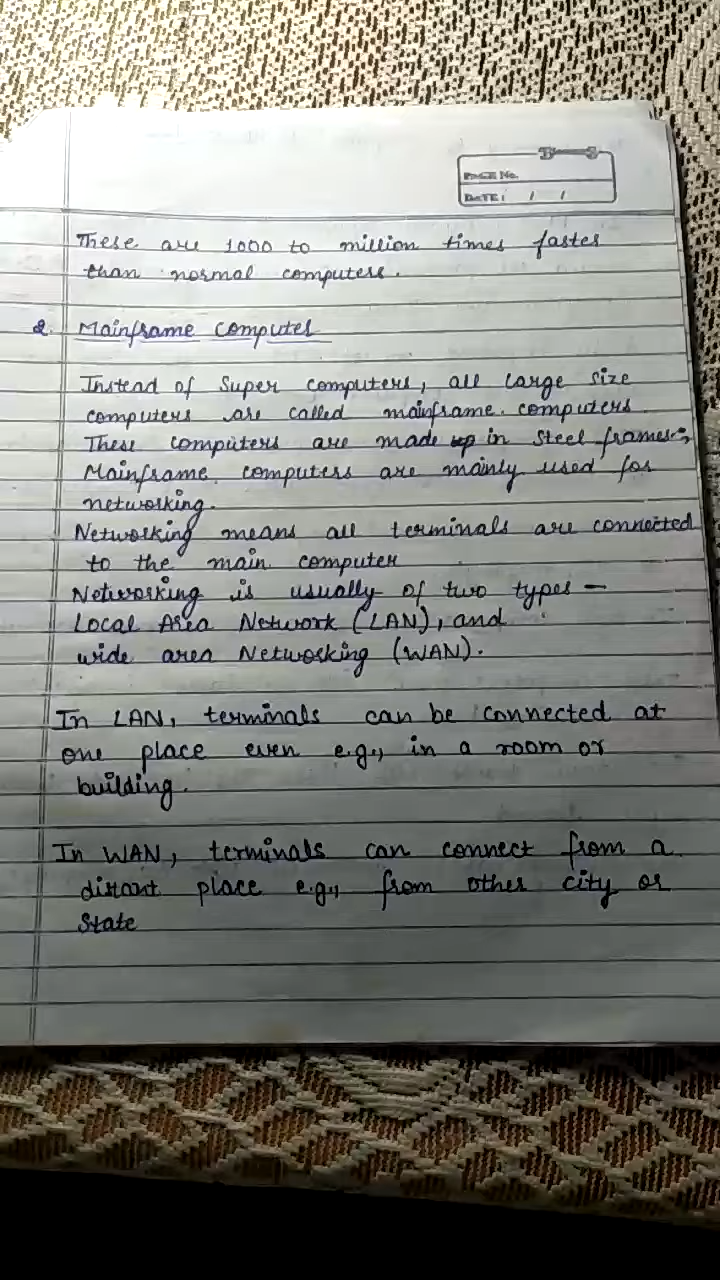 PAGE No.
DATE: / /
These are 1000 to million times faster
than normal computers.
2. Mainframe Computer
Instead of Super computers, all large size
computers are called mainframe computers
These computers are made up in Steel frames,
Mainframe computers are mainly used for
networking.
Networking means all terminals are connected
to the main computer
Networking is usually of two types –
Local Area Network (LAN), and
wide area Networking (WAN).
In LAN, terminals can be connected at
one place even e.g., in a room or
building.
In WAN, terminals can connect from a
distant place e.g., from other city or
State